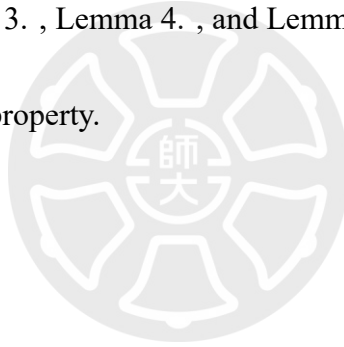 3. , Lemma 4. , and Lemm
property.
師
大